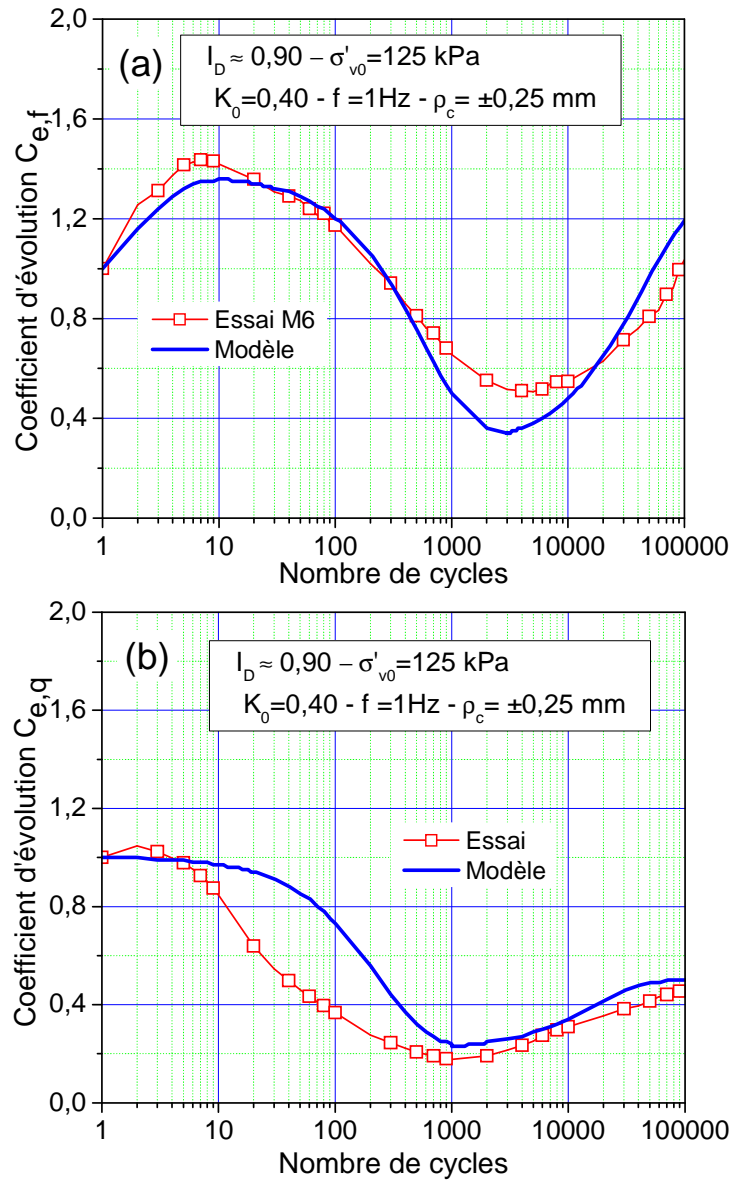 2,0
(a)
I_D ≈ 0,90 – σ'_v0=125 kPa
K_0=0,40 - f =1Hz - ρ_c= ±0,25 mm
1,6
1,2
0,8
0,4
0,0
Coefficient d'évolution C_e,f
Essai M6
Modèle
1 10 100 1000 10000 100000
Nombre de cycles
2,0
(b)
I_D ≈ 0,90 – σ'_v0=125 kPa
K_0=0,40 - f =1Hz - ρ_c= ±0,25 mm
1,6
1,2
0,8
0,4
0,0
Coefficient d'évolution C_e,q
Essai
Modèle
1 10 100 1000 10000 100000
Nombre de cycles